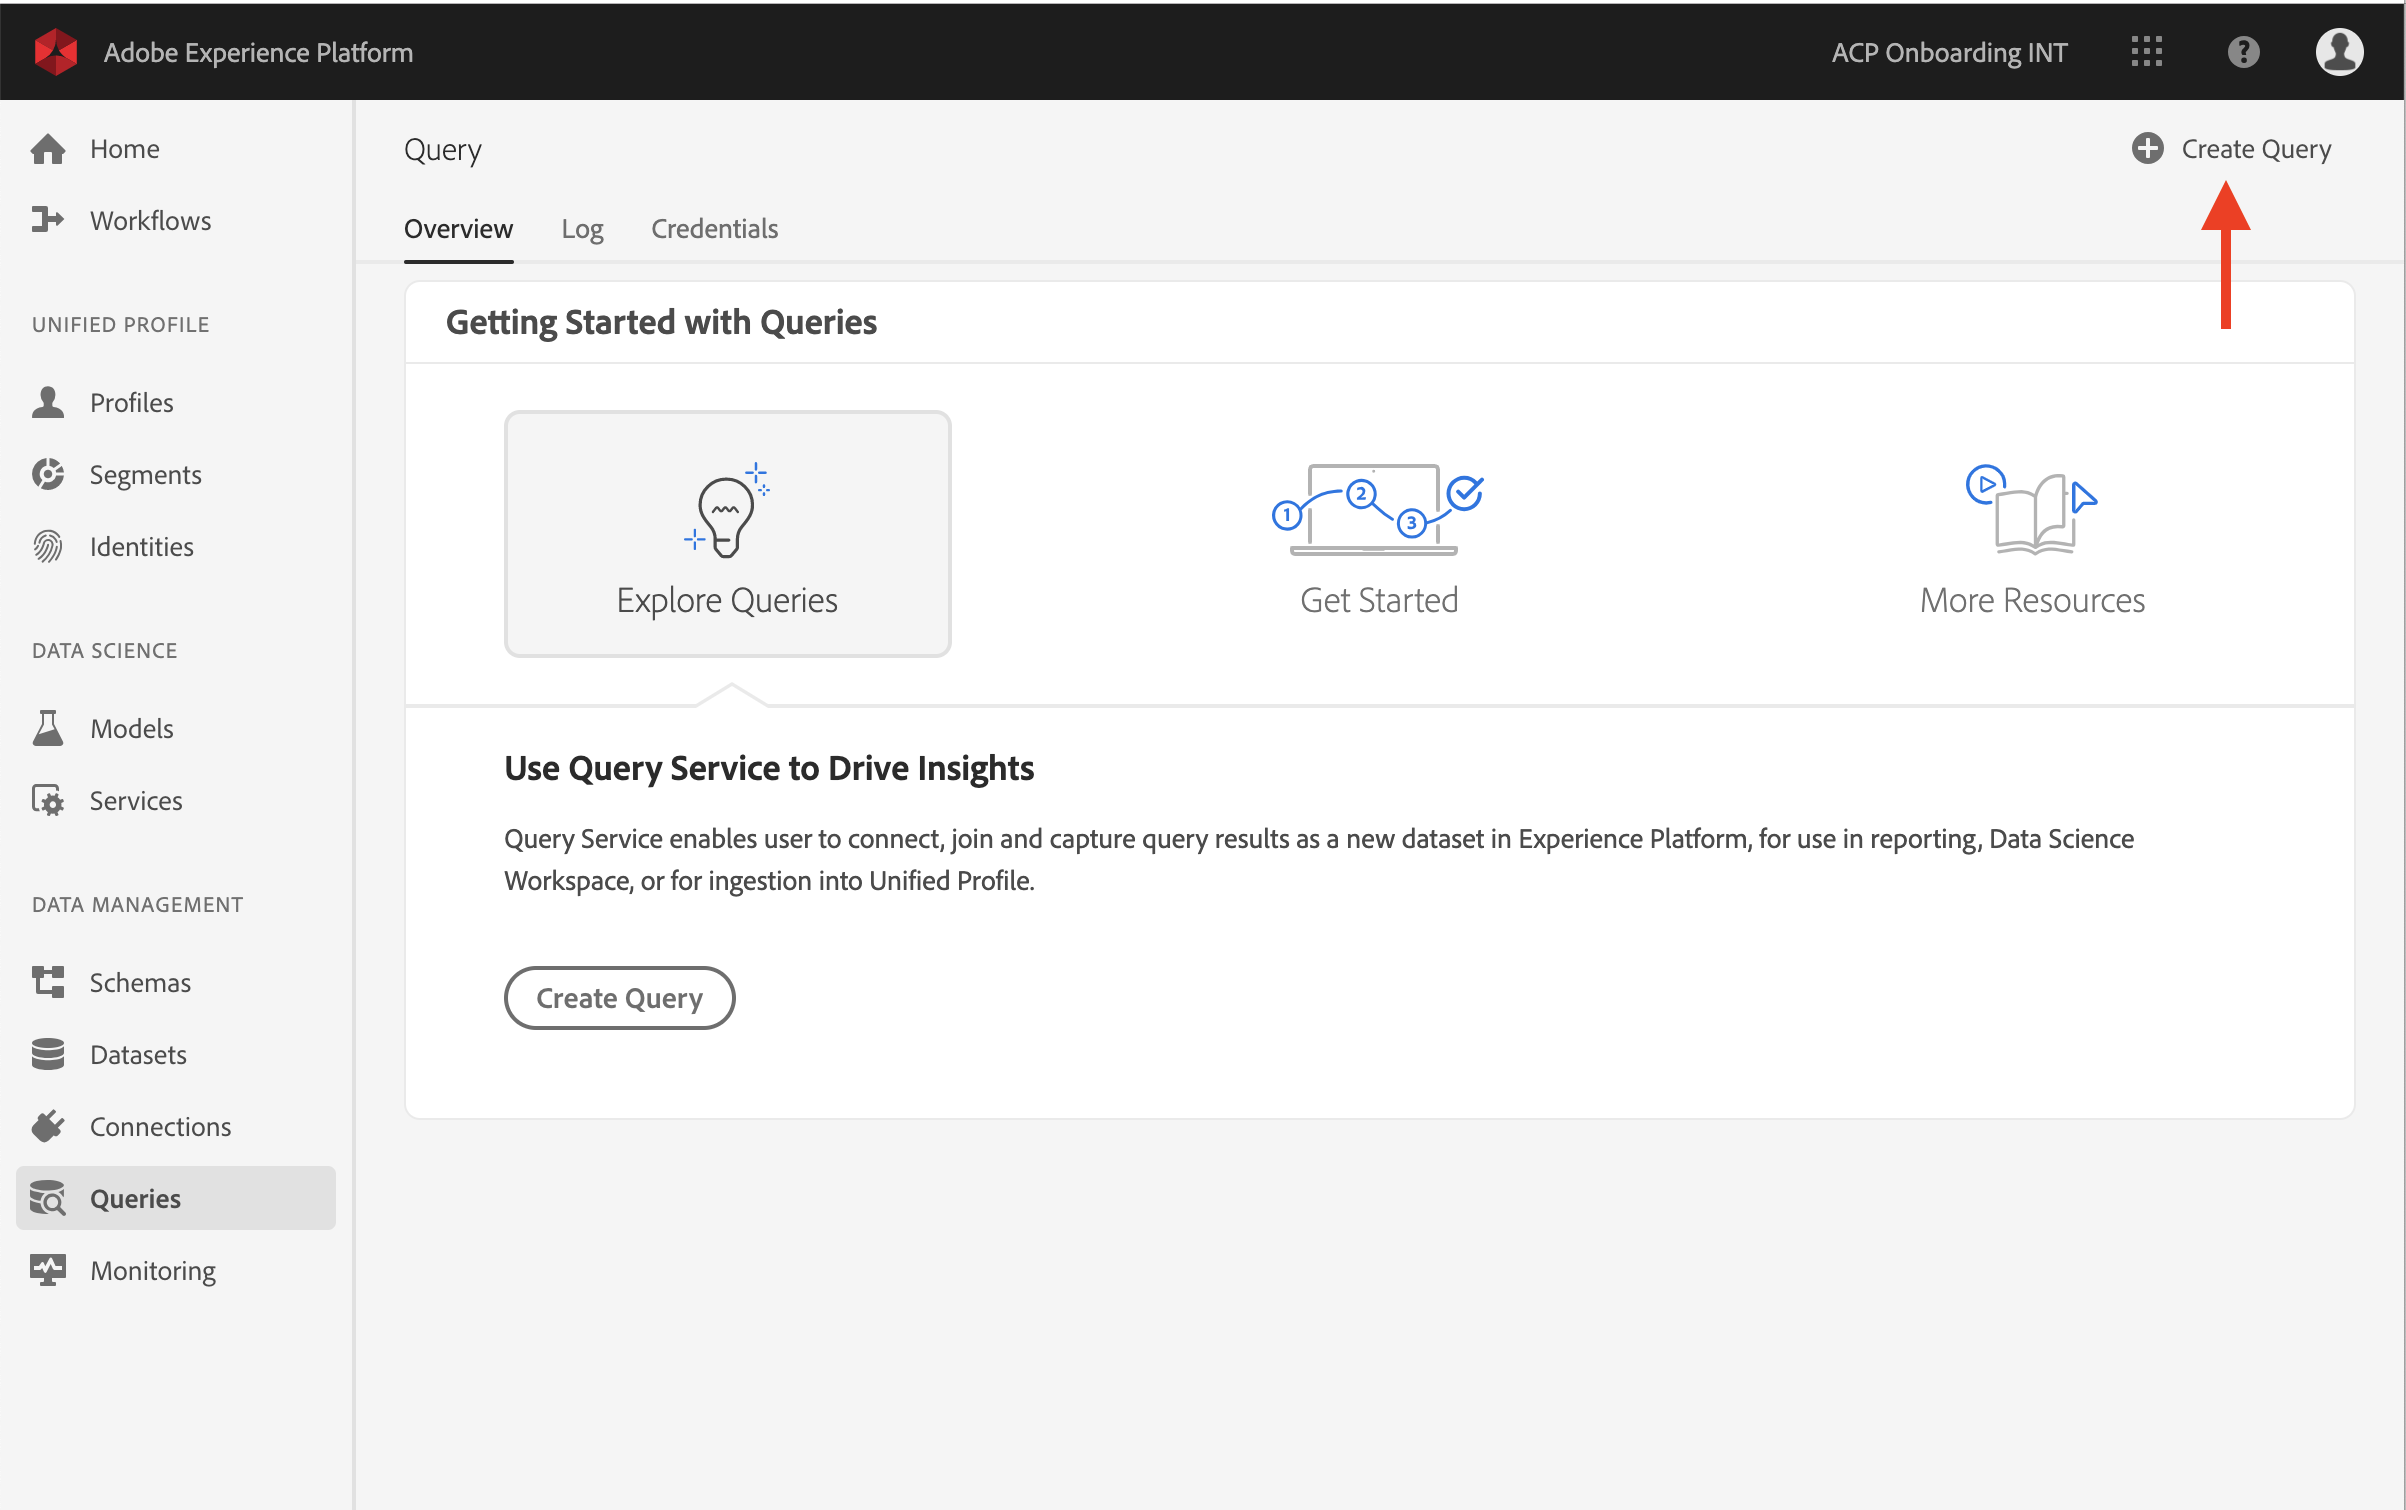 Adobe Experience Platform
ACP Onboarding INT
?
Home
Workflows
UNIFIED PROFILE
Profiles
Segments
Identities
DATA SCIENCE
Models
Services
DATA MANAGEMENT
Schemas
Datasets
Connections
Queries
Monitoring
Query
Create Query
Overview
Log
Credentials
Getting Started with Queries
Explore Queries
1
2
3
Get Started
More Resources
Use Query Service to Drive Insights
Query Service enables user to connect, join and capture query results as a new dataset in Experience Platform, for use in reporting, Data Science
Workspace, or for ingestion into Unified Profile.
Create Query